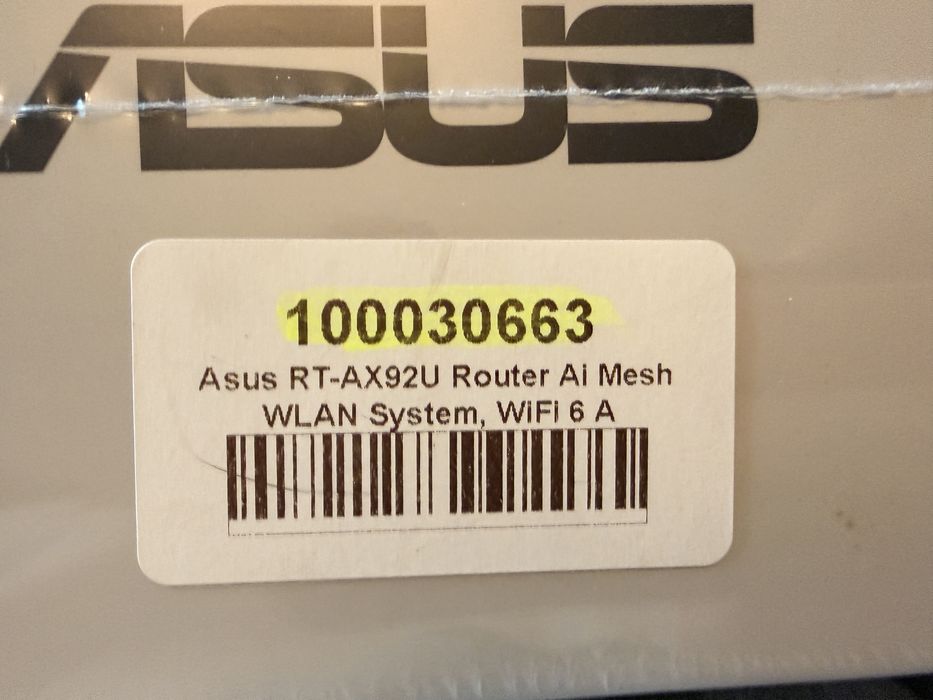 ASUS
100030663
Asus RT-AX92U Router Ai Mesh
WLAN System, WiFi 6 A